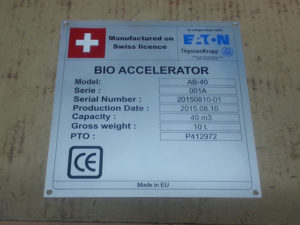 Manufactured on
Swiss licence
EATON
ThyssenKrupp
BIO ACCELERATOR
Model: AB-40
Serie : 001A
Serial Number : 20150810-01
Production Date : 2015.08.10
Capacity : 40 m3
Gross weight : 10 t.
PTO : P412972
CE
Made in EU